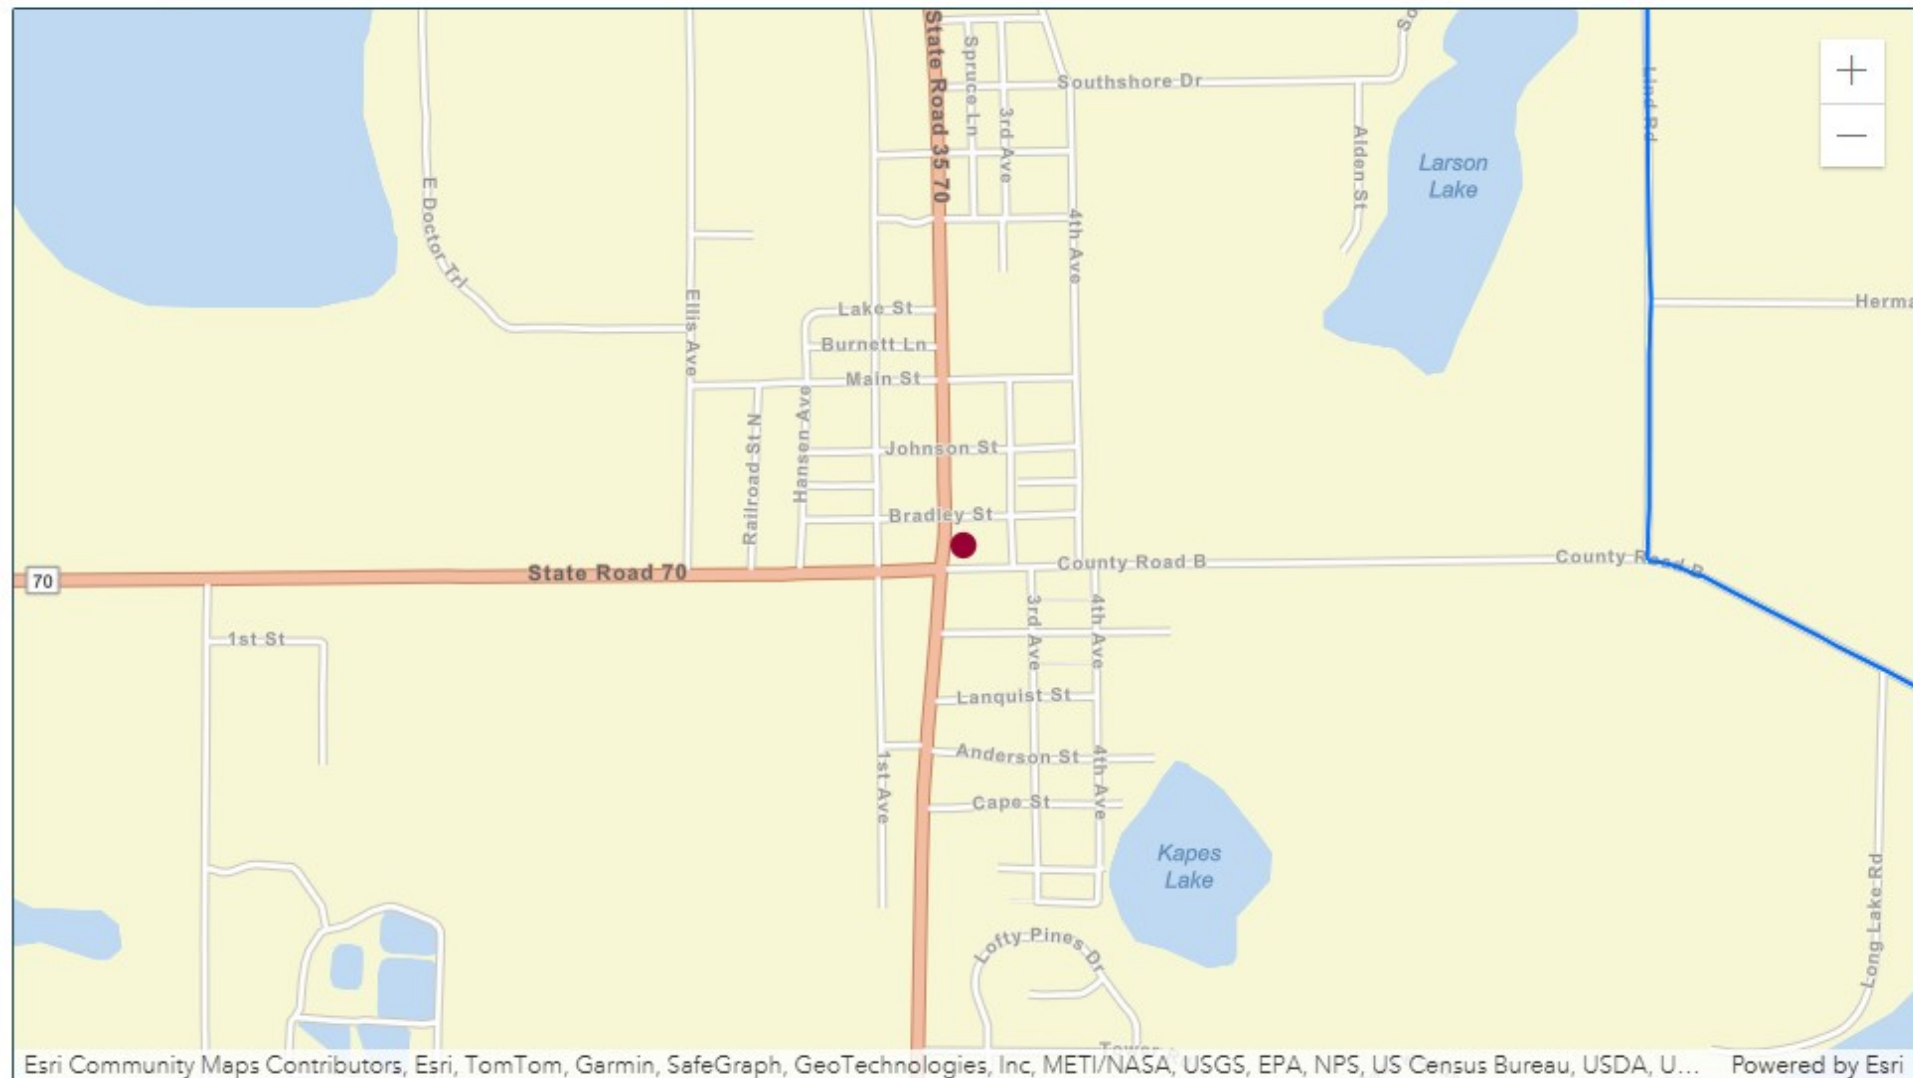 State Road 35 70
Spruce Ln
3rd Ave
Southshore Dr
So
Alden St
Larson
Lake
Lind Rd
+
−
E Doctor Trl
Ellis Ave
4th Ave
Lake St
Burnett Ln
Main St
Herma
Railroad St N
Hansen Ave
Johnson St
Bradley St
70
State Road 70
County Road B
County Road B
1st St
3rd Ave
4th Ave
Lanquist St
Anderson St
1st Ave
4th Ave
Cape St
Kapes
Lake
Long Lake Rd
Lofty Pines Dr
Tower
Esri Community Maps Contributors, Esri, TomTom, Garmin, SafeGraph, GeoTechnologies, Inc, METI/NASA, USGS, EPA, NPS, US Census Bureau, USDA, U...
Powered by Esri